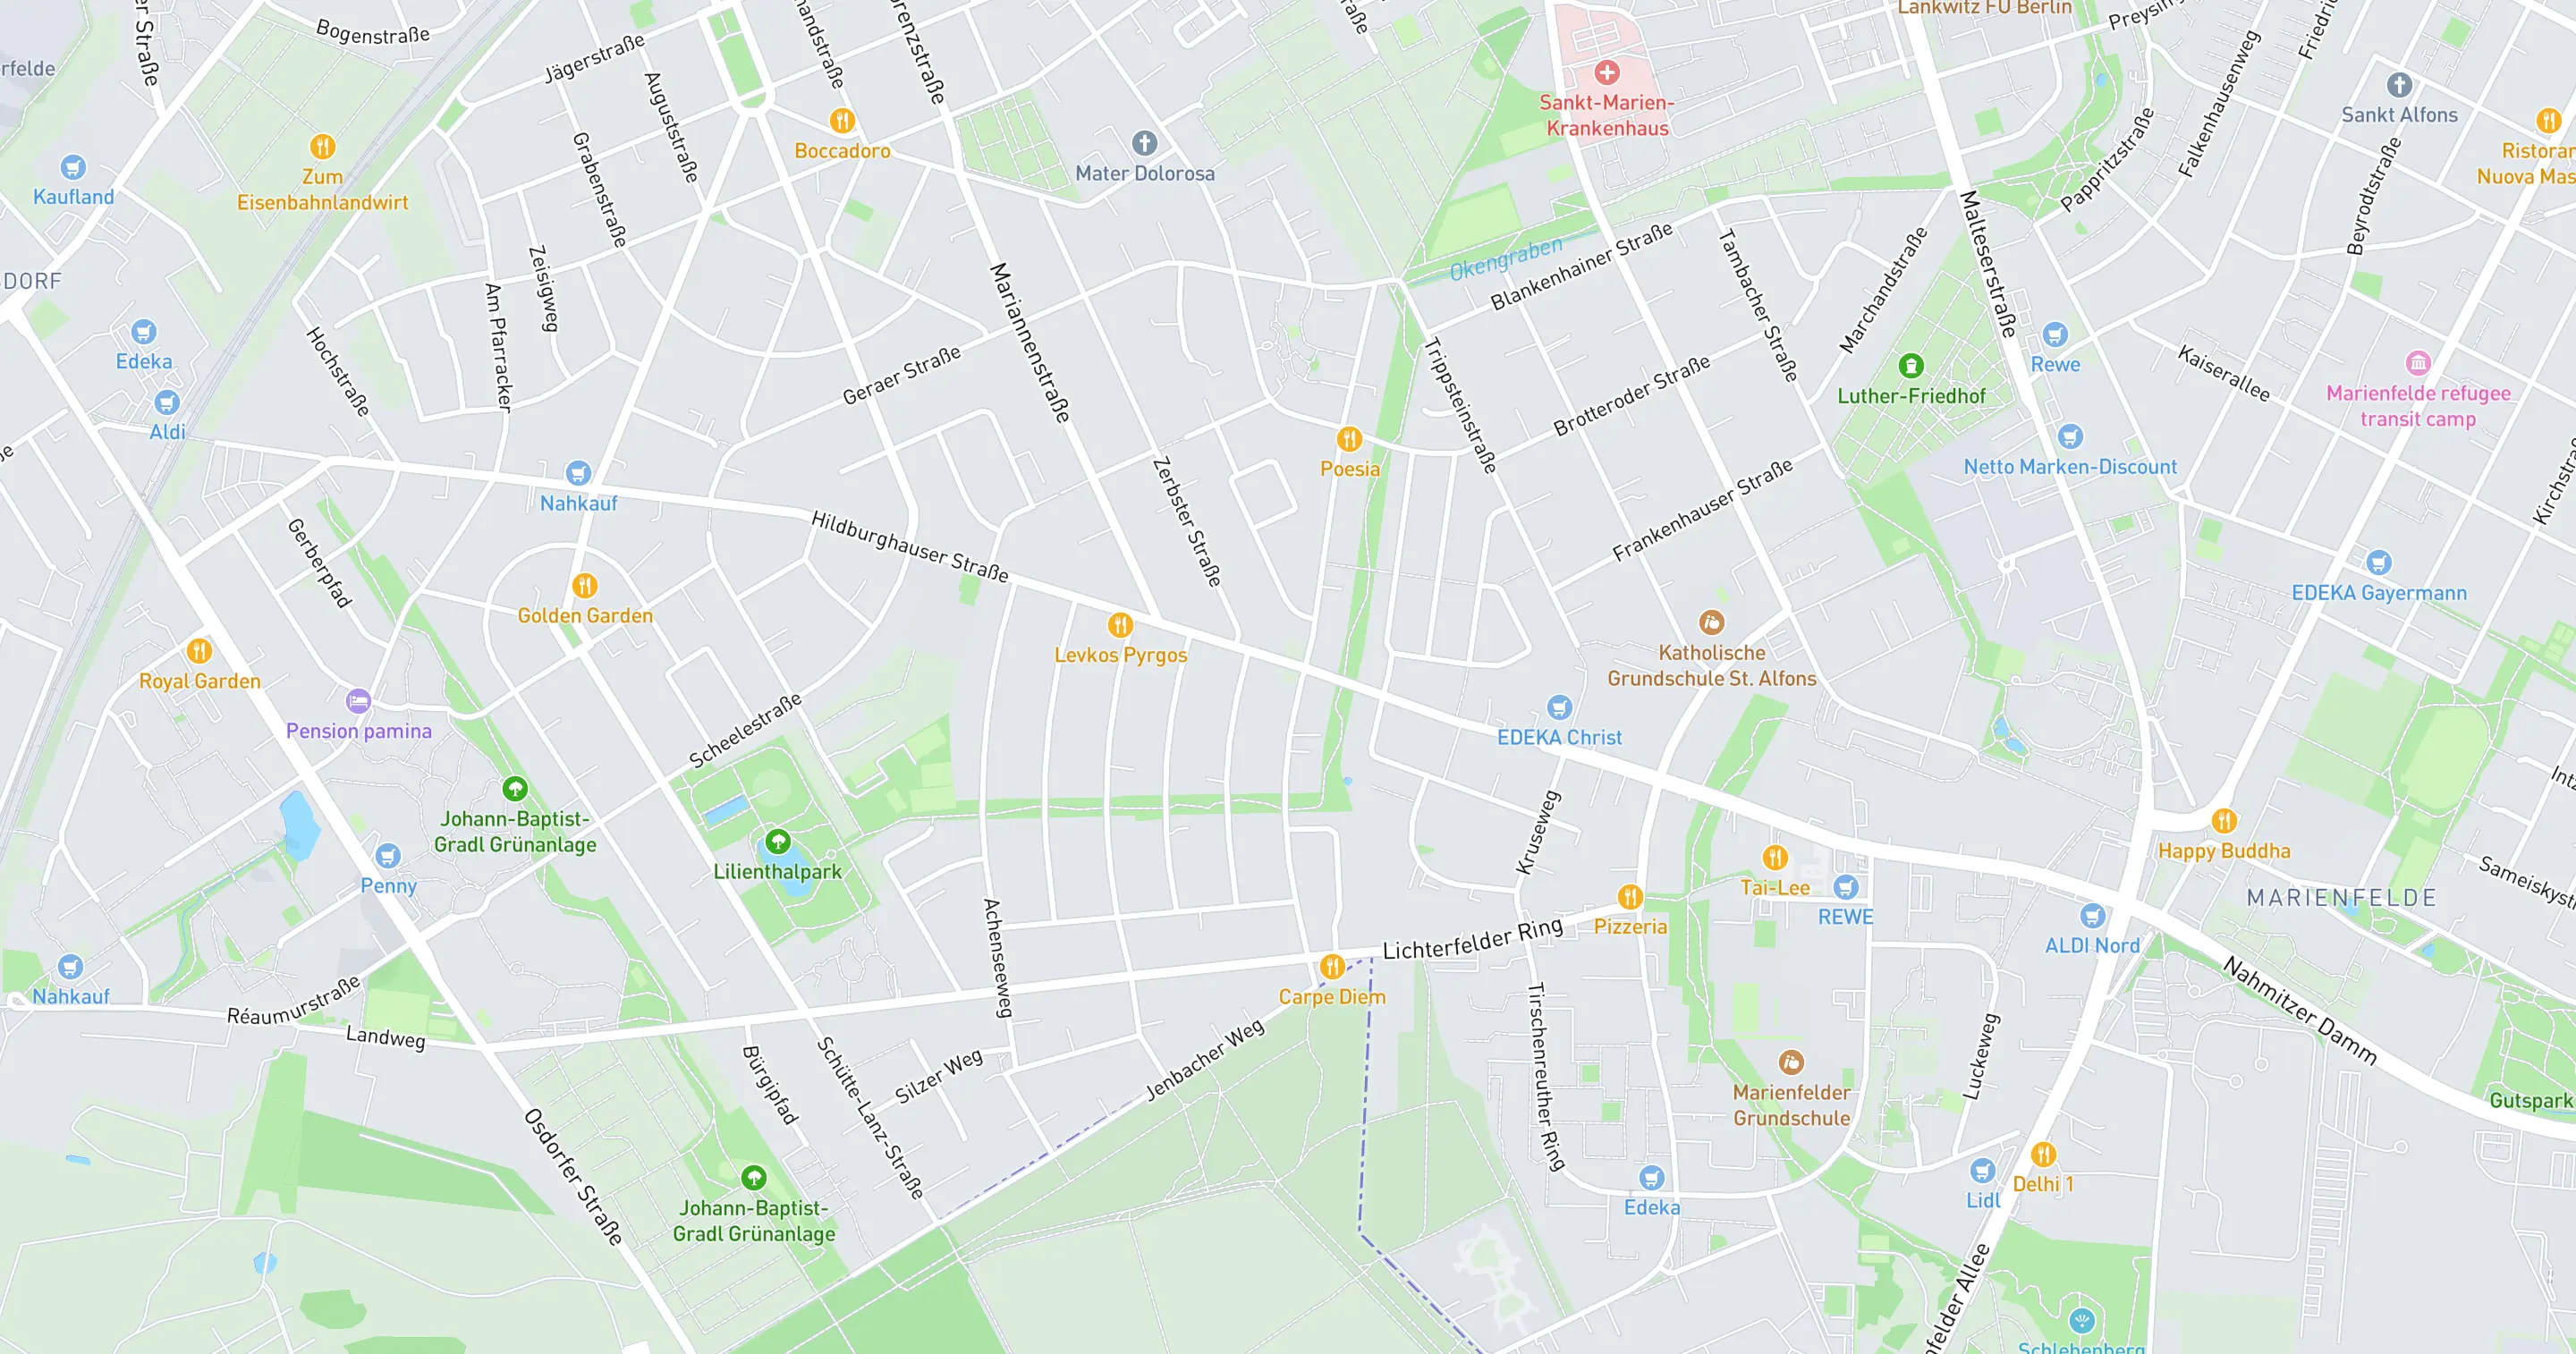 Bogenstraße
Jägerstraße
Auguststraße
Grabenstraße
Zeisigweg
Am Pfarracker
Hochstraße
Kaufland
Zum
Eisenbahnlandwirt
Boccadoro
Mater Dolorosa
Sankt-Marien-
Krankenhaus
Lankwitz FU Berlin
Falkenhausenweg
Pappritzstraße
Sankt Alfons
Beyrodtstraße
Edeka
Aldi
Mariannenstraße
Geraer Straße
Okengraben
Blankenhainer Straße
Tambacher Straße
Marchandstraße
Malteserstraße
Rewe
Kaiserallee
Marienfelde refugee
transit camp
Trippsteinstraße
Brotteroder Straße
Luther-Friedhof
Netto Marken-Discount
Poesia
Zerbster Straße
Nahkauf
Hildburghauser Straße
Frankenhauser Straße
Gerberpfad
Golden Garden
Levkos Pyrgos
Royal Garden
Pension pamina
Scheelestraße
Katholische
Grundschule St. Alfons
EDEKA Gayermann
EDEKA Christ
Johann-Baptist-
Gradl Grünanlage
Lilienthalpark
Penny
Kruseweg
Tai-Lee
REWE
Pizzeria
Happy Buddha
MARIENFELDE
ALDI Nord
Nahmitzer Damm
Achenseeweg
Lichterfelder Ring
Carpe Diem
Nahkauf
Réaumurstraße
Landweg
Bürgipfad
Schütte-Lanz-Straße
Silzer Weg
Jenbacher Weg
Tirschenreuther Ring
Marienfelder
Grundschule
Luckeweg
Gutspark
Osdorfer Straße
Johann-Baptist-
Gradl Grünanlage
Edeka
Lidl
Delhi 1